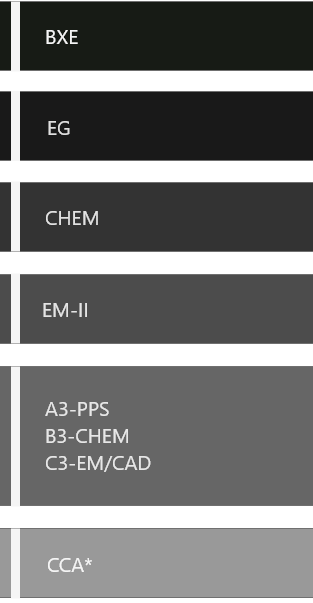 BXE
EG
CHEM
EM-II
A3-PPS
B3-CHEM
C3-EM/CAD
CCA*